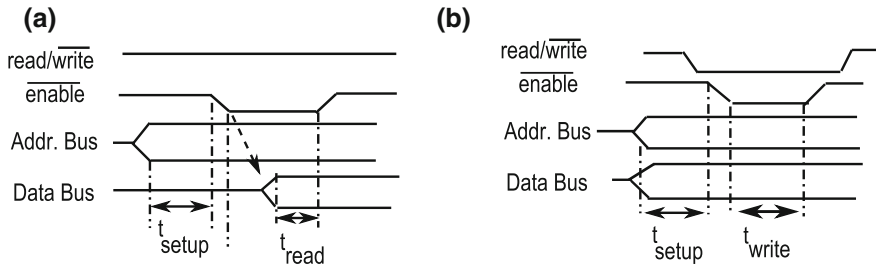 (a)
read/write
enable
Addr. Bus
Data Bus
t setup
t read
(b)
read/write
enable
Addr. Bus
Data Bus
t setup
t write